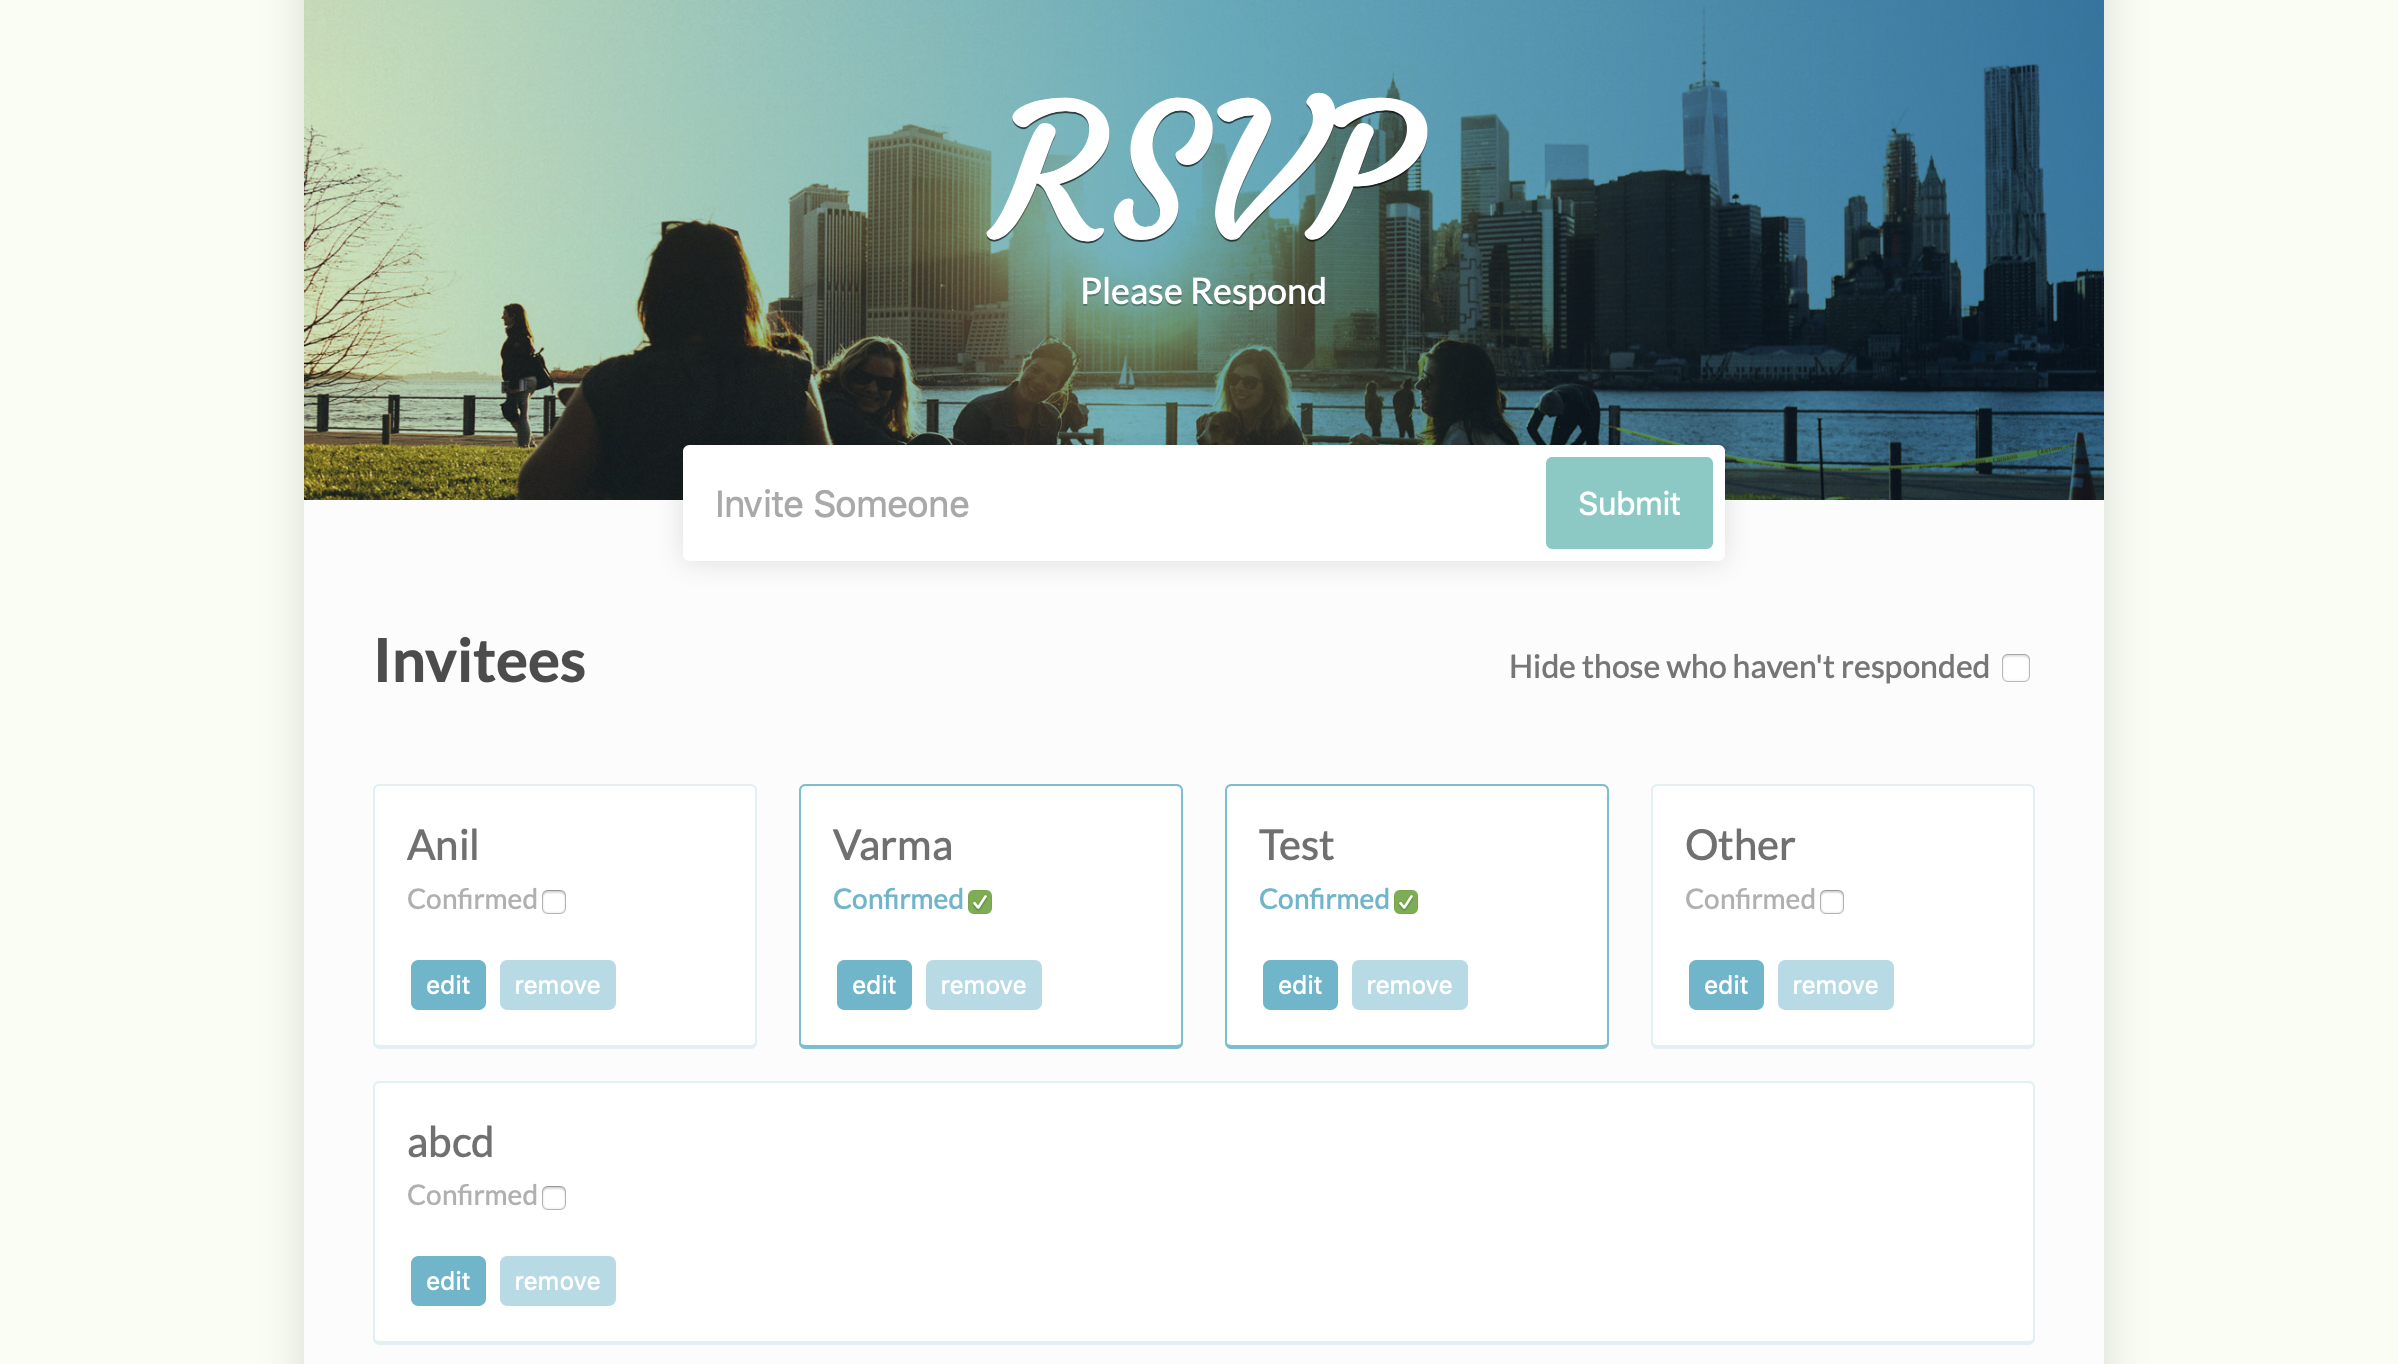 RSVP
Please Respond
Invite Someone
Submit
Invitees
Hide those who haven't responded
Anil
Confirmed
edit remove
Varma
Confirmed
edit remove
Test
Confirmed
edit remove
Other
Confirmed
edit remove
abcd
Confirmed
edit remove